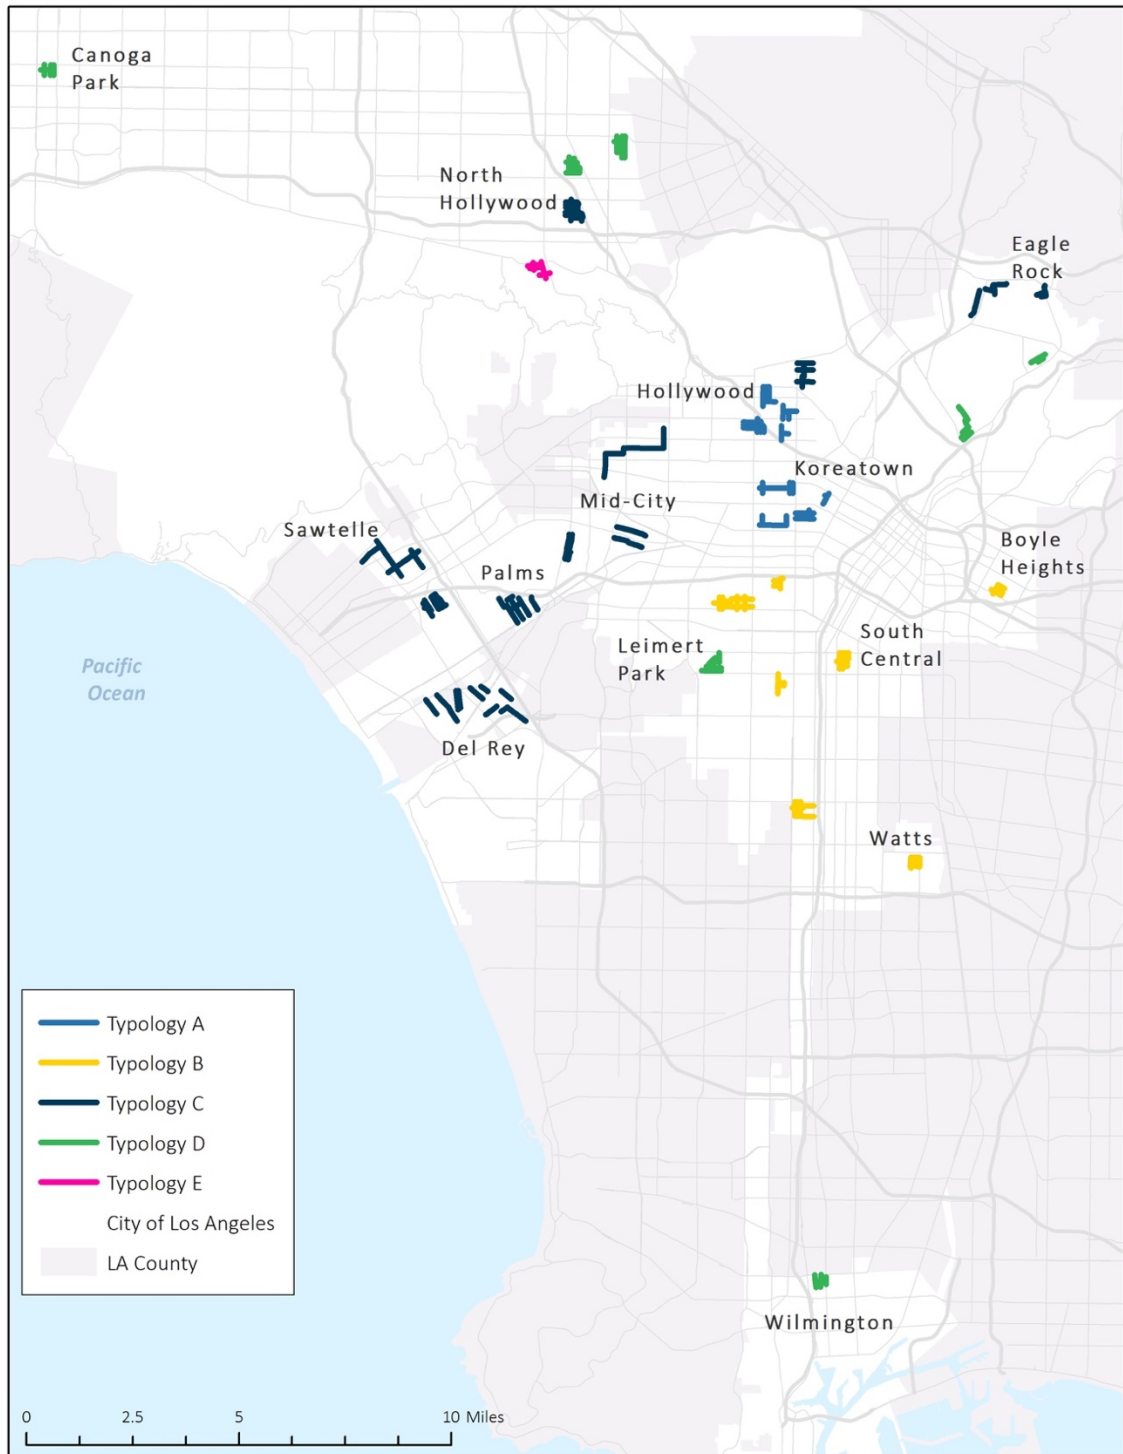 Canoga
Park
North
Hollywood
Eagle
Rock
Hollywood
Koreatown
Mid-City
Sawtelle
Palms
Boyle
Heights
Leimert
Park
South
Central
Pacific
Ocean
Del Rey
Watts
Typology A
Typology B
Typology C
Typology D
Typology E
City of Los Angeles
LA County
Wilmington
0 2.5 5 10 Miles